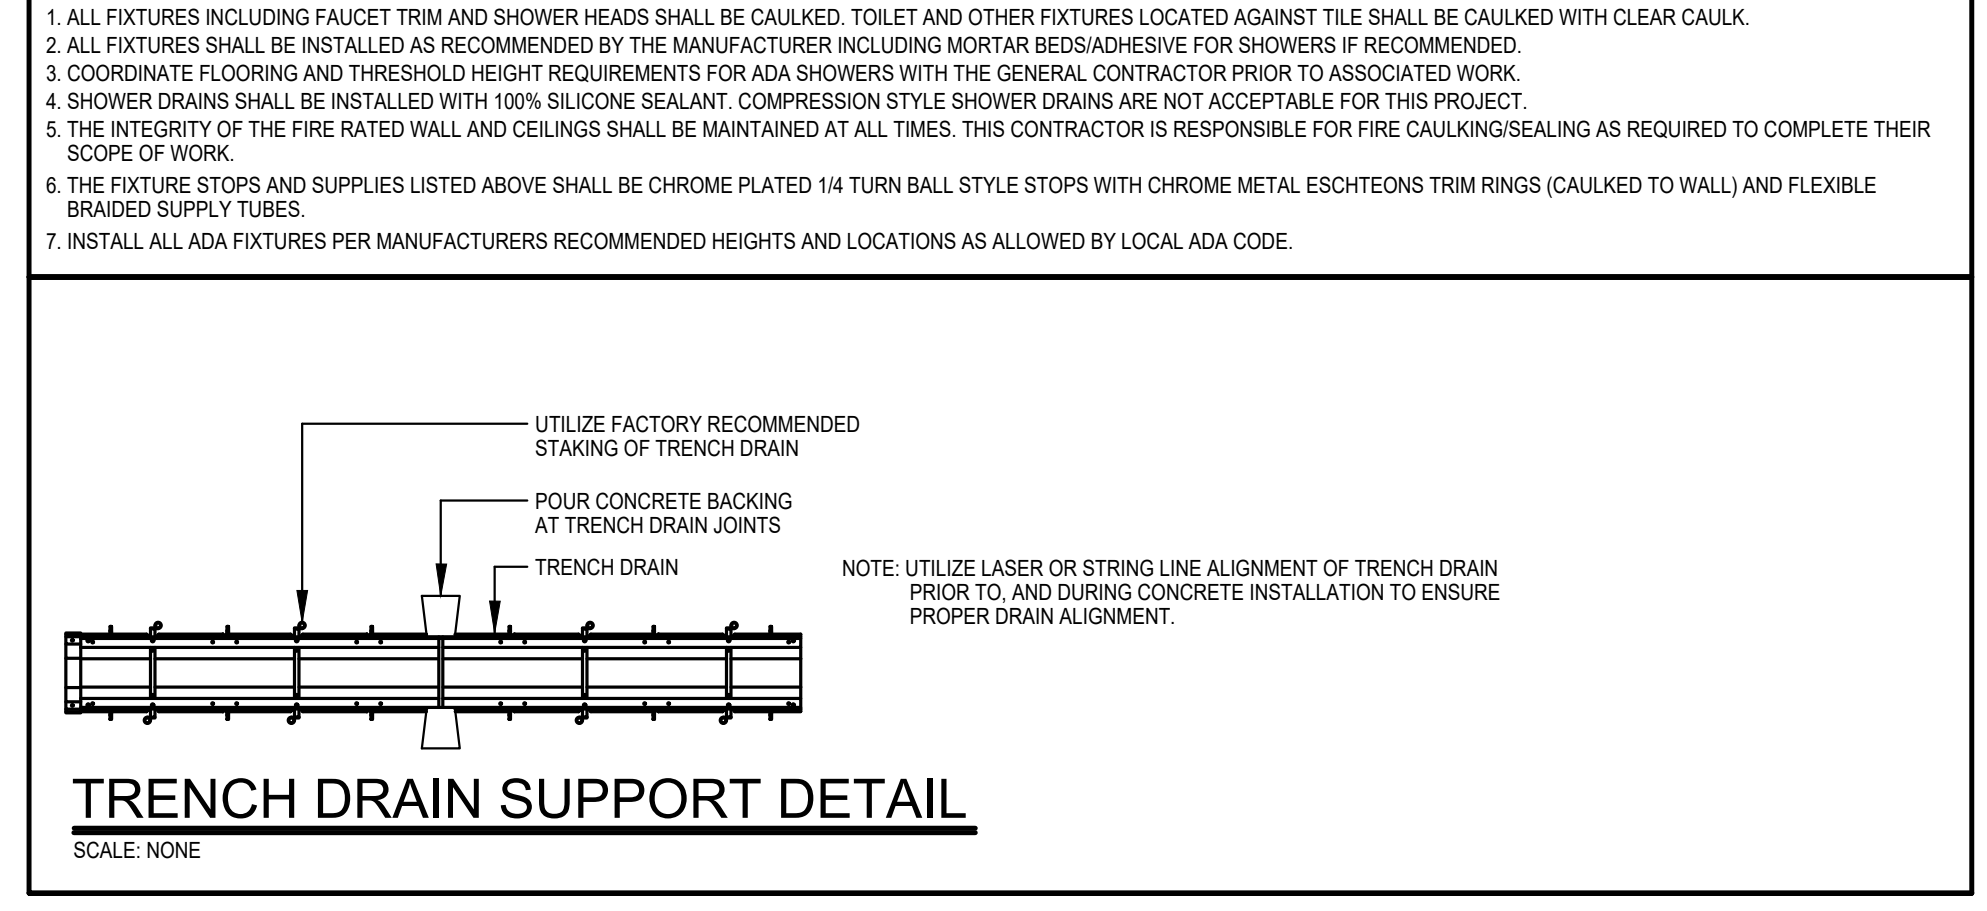 1. ALL FIXTURES INCLUDING FAUCET TRIM AND SHOWER HEADS SHALL BE CAULKED. TOILET AND OTHER FIXTURES LOCATED AGAINST TILE SHALL BE CAULKED WITH CLEAR CAULK.
2. ALL FIXTURES SHALL BE INSTALLED AS RECOMMENDED BY THE MANUFACTURER INCLUDING MORTAR BEDS/ADHESIVE FOR SHOWERS IF RECOMMENDED.
3. COORDINATE FLOORING AND THRESHOLD HEIGHT REQUIREMENTS FOR ADA SHOWERS WITH THE GENERAL CONTRACTOR PRIOR TO ASSOCIATED WORK.
4. SHOWER DRAINS SHALL BE INSTALLED WITH 100% SILICONE SEALANT. COMPRESSION STYLE SHOWER DRAINS ARE NOT ACCEPTABLE FOR THIS PROJECT.
5. THE INTEGRITY OF THE FIRE RATED WALL AND CEILINGS SHALL BE MAINTAINED AT ALL TIMES. THIS CONTRACTOR IS RESPONSIBLE FOR FIRE CAULKING/SEALING AS REQUIRED TO COMPLETE THEIR
SCOPE OF WORK.
6. THE FIXTURE STOPS AND SUPPLIES LISTED ABOVE SHALL BE CHROME PLATED 1/4 TURN BALL STYLE STOPS WITH CHROME METAL ESCHTEONS TRIM RINGS (CAULKED TO WALL) AND FLEXIBLE
BRAIDED SUPPLY TUBES.
7. INSTALL ALL ADA FIXTURES PER MANUFACTURERS RECOMMENDED HEIGHTS AND LOCATIONS AS ALLOWED BY LOCAL ADA CODE.
UTILIZE FACTORY RECOMMENDED
STAKING OF TRENCH DRAIN
POUR CONCRETE BACKING
AT TRENCH DRAIN JOINTS
TRENCH DRAIN
NOTE: UTILIZE LASER OR STRING LINE ALIGNMENT OF TRENCH DRAIN
PRIOR TO, AND DURING CONCRETE INSTALLATION TO ENSURE
PROPER DRAIN ALIGNMENT.
TRENCH DRAIN SUPPORT DETAIL
SCALE: NONE